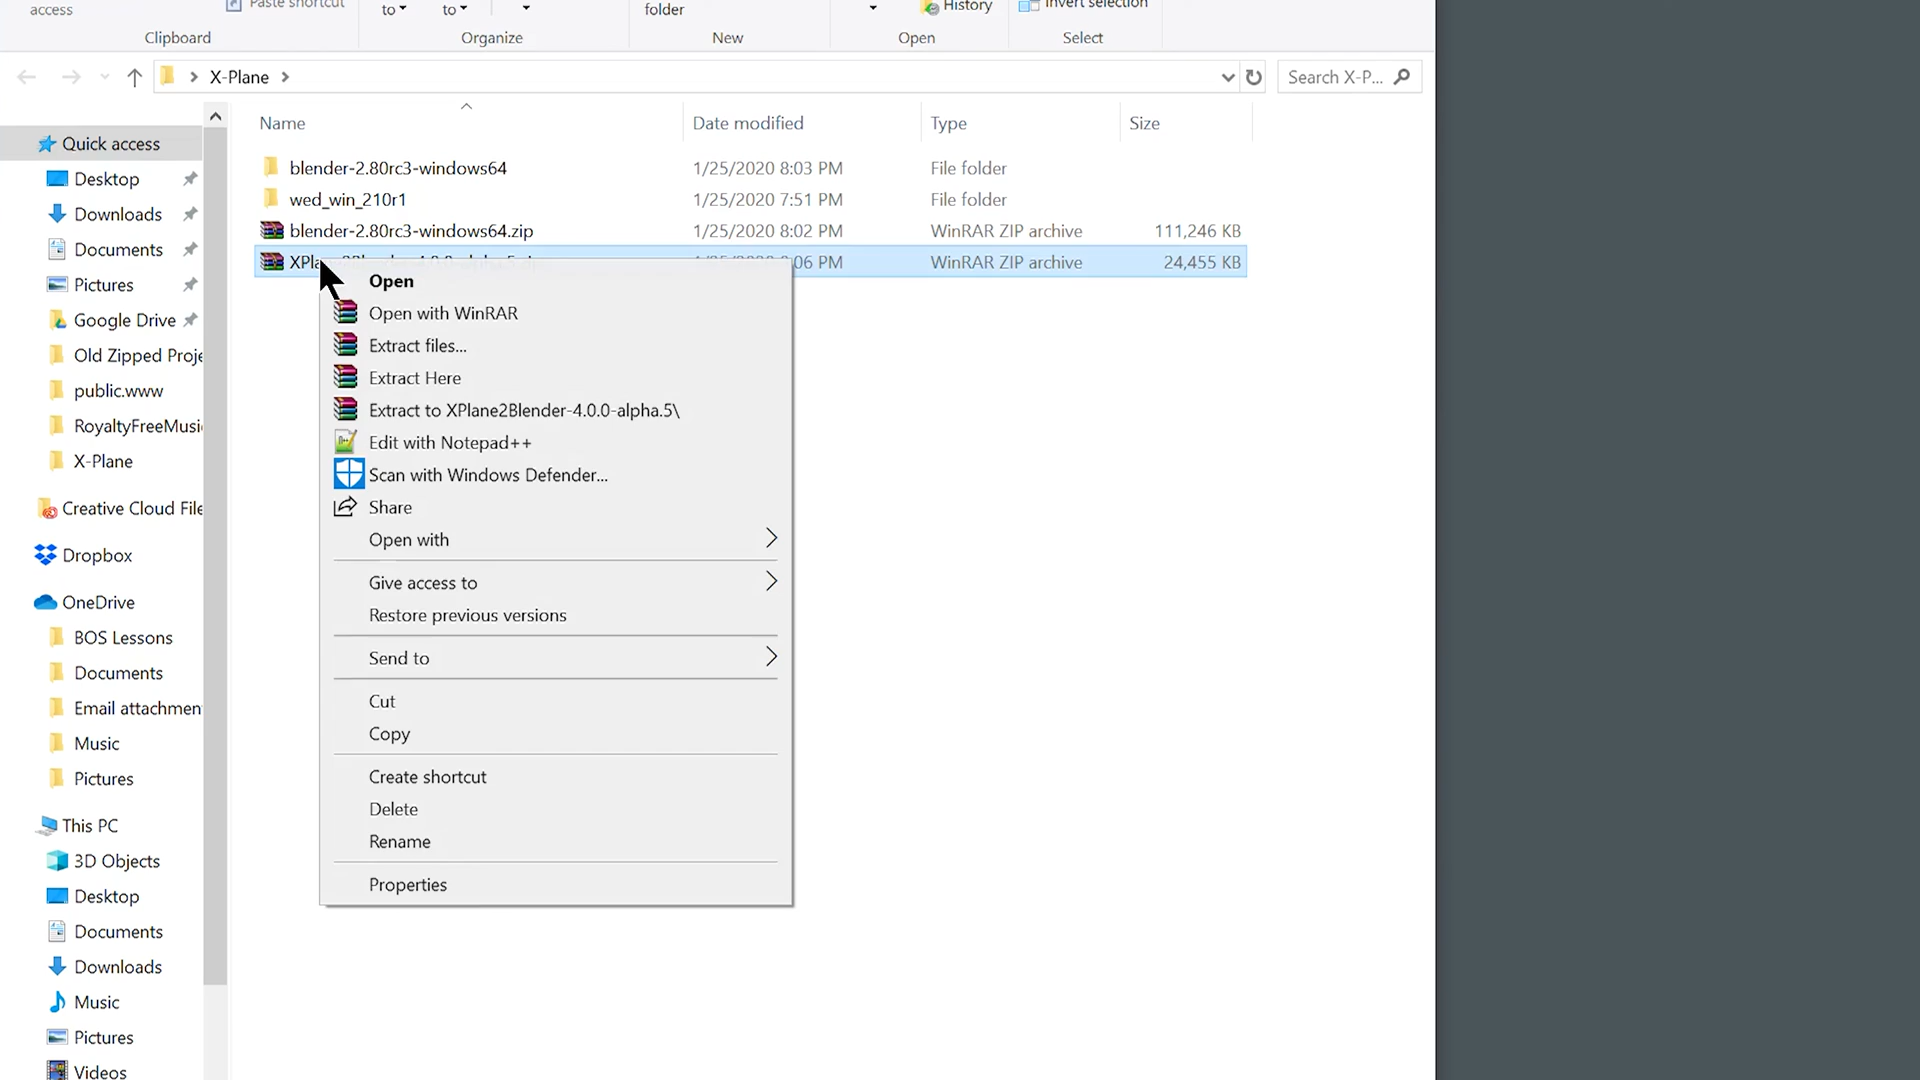 access
Paste shortcut
to
to
folder
History
Invert selection
Clipboard
Organize
New
Open
Select
X-Plane
Search X-P...
Name
Date modified
Type
Size
Quick access
Desktop
Downloads
Documents
Pictures
Google Drive
Old Zipped Proje
public.www
RoyaltyFreeMusi
X-Plane
Creative Cloud File
Dropbox
OneDrive
BOS Lessons
Documents
Email attachmen
Music
Pictures
This PC
3D Objects
Desktop
Documents
Downloads
Music
Pictures
Videos
blender-2.80rc3-windows64 1/25/2020 8:03 PM File folder
wed_win_210r1 1/25/2020 7:51 PM File folder
blender-2.80rc3-windows64.zip 1/25/2020 8:02 PM WinRAR ZIP archive 111,246 KB
XPla :06 PM WinRAR ZIP archive 24,455 KB
Open
Open with WinRAR
Extract files...
Extract Here
Extract to XPlane2Blender-4.0.0-alpha.5\
Edit with Notepad++
Scan with Windows Defender...
Share
Open with
Give access to
Restore previous versions
Send to
Cut
Copy
Create shortcut
Delete
Rename
Properties